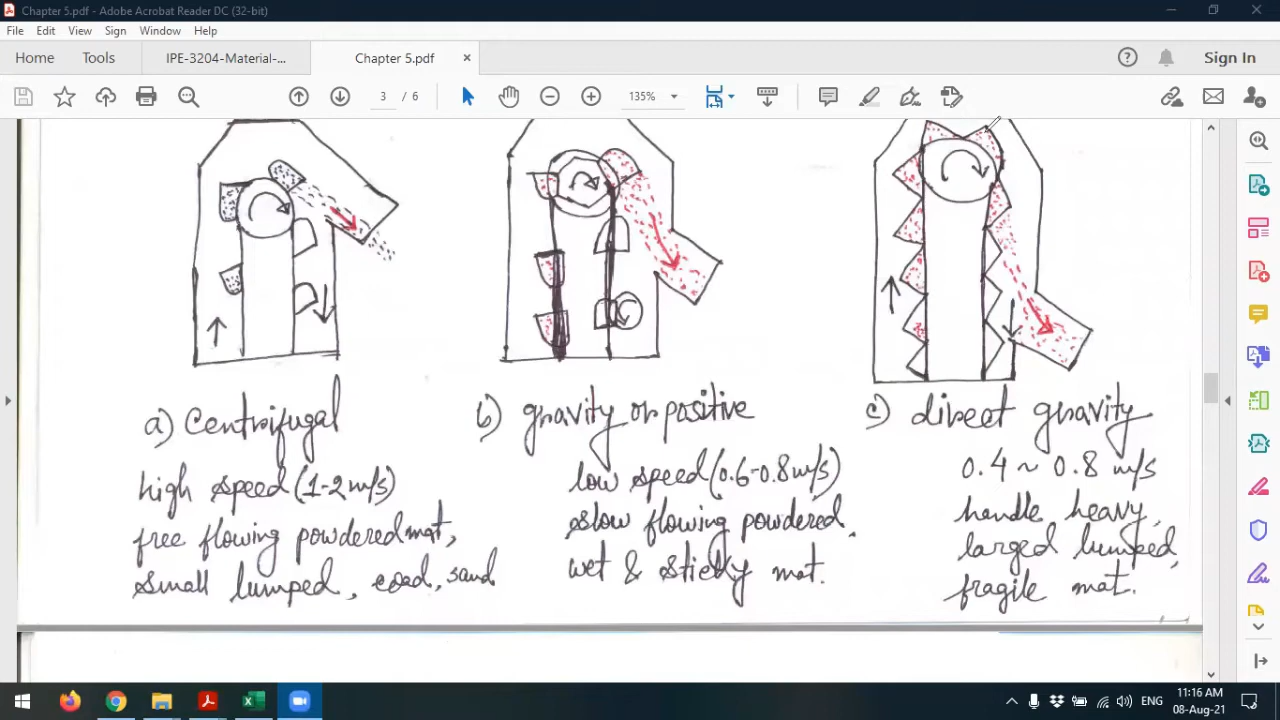 Chapter 5.pdf - Adobe Acrobat Reader DC (32-bit)
File Edit View Sign Window Help
Home Tools IPE-3204-Material-... Chapter 5.pdf × Sign In
3 / 6 135%
a) Centrifugal
high speed (1-2 m/s)
free flowing powdered mat,
small lumped, coad, sand
b) gravity or positive
low speed (0.6-0.8 m/s)
slow flowing powdered,
wet & sticky mat.
c) direct gravity
0.4 ~ 0.8 m/s
handle heavy,
larged lumped,
fragile mat.
ENG 11:16 AM
08-Aug-21